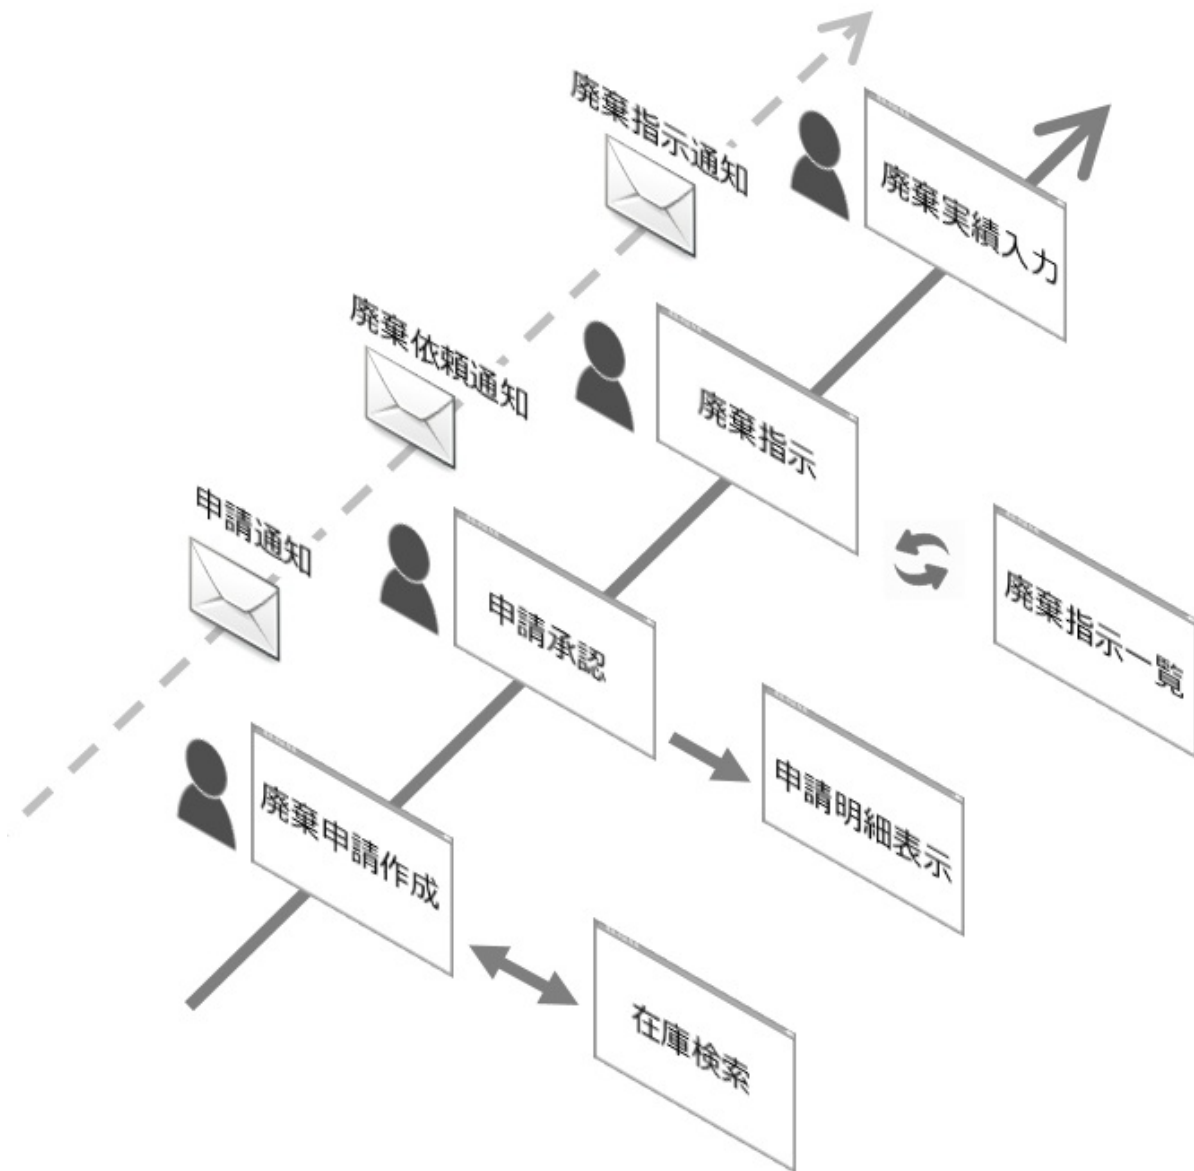 廃棄指示通知
廃棄実績入力
廃棄依頼通知
廃棄指示
申請通知
廃棄指示一覧
申請承認
申請明細表示
廃棄申請作成
在庫検索